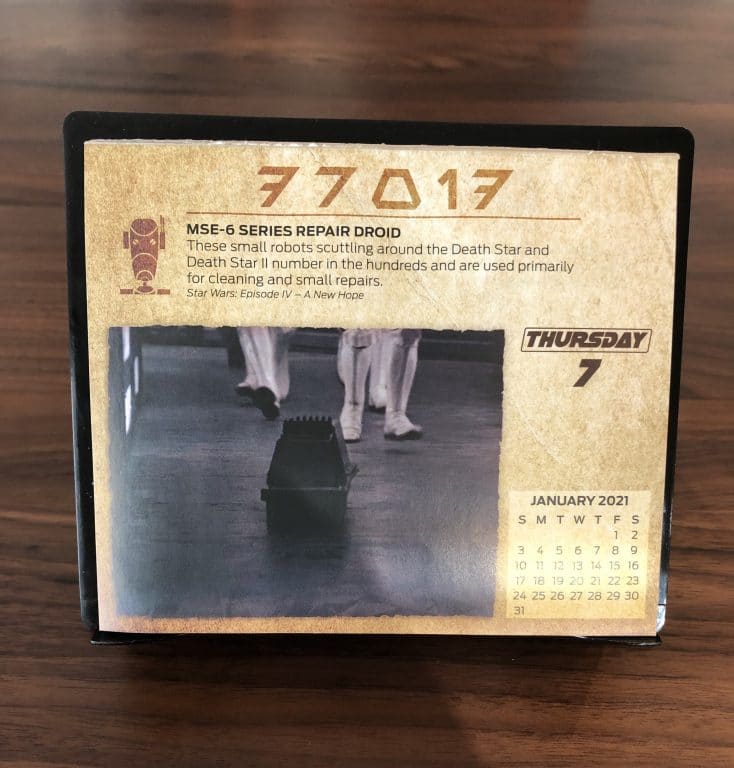 MSE-6 SERIES REPAIR DROID
These small robots scuttling around the Death Star and
Death Star II number in the hundreds and are used primarily
for cleaning and small repairs.
Star Wars: Episode IV – A New Hope
THURSDAY
7
JANUARY 2021
S M T W T F S
1 2
3 4 5 6 7 8 9
10 11 12 13 14 15 16
17 18 19 20 21 22 23
24 25 26 27 28 29 30
31